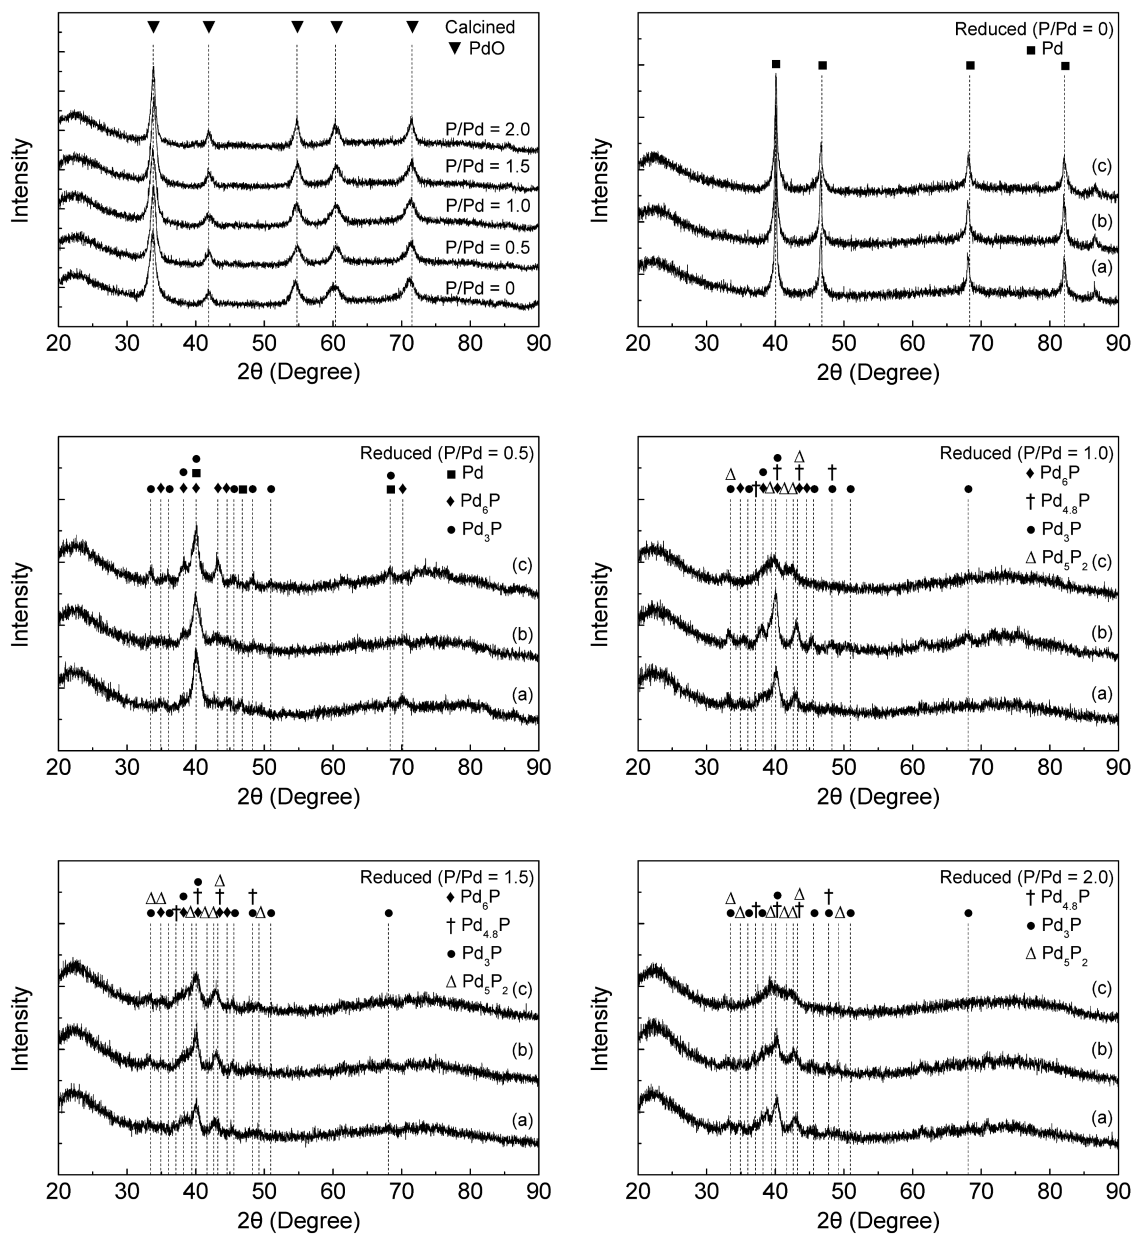 Calcined
▼ PdO
P/Pd = 2.0
P/Pd = 1.5
P/Pd = 1.0
P/Pd = 0.5
P/Pd = 0
Intensity
20 30 40 50 60 70 80 90
2θ (Degree)
Reduced (P/Pd = 0)
■ Pd
(c)
(b)
(a)
Intensity
20 30 40 50 60 70 80 90
2θ (Degree)
Reduced (P/Pd = 0.5)
■ Pd
♦ Pd₆P
● Pd₃P
(c)
(b)
(a)
Intensity
20 30 40 50 60 70 80 90
2θ (Degree)
Reduced (P/Pd = 1.0)
♦ Pd₆P
† Pd₄.₈P
● Pd₃P
Δ Pd₅P₂ (c)
(b)
(a)
Intensity
20 30 40 50 60 70 80 90
2θ (Degree)
Reduced (P/Pd = 1.5)
♦ Pd₆P
† Pd₄.₈P
● Pd₃P
Δ Pd₅P₂ (c)
(b)
(a)
Intensity
20 30 40 50 60 70 80 90
2θ (Degree)
Reduced (P/Pd = 2.0)
† Pd₄.₈P
● Pd₃P
Δ Pd₅P₂
(c)
(b)
(a)
Intensity
20 30 40 50 60 70 80 90
2θ (Degree)